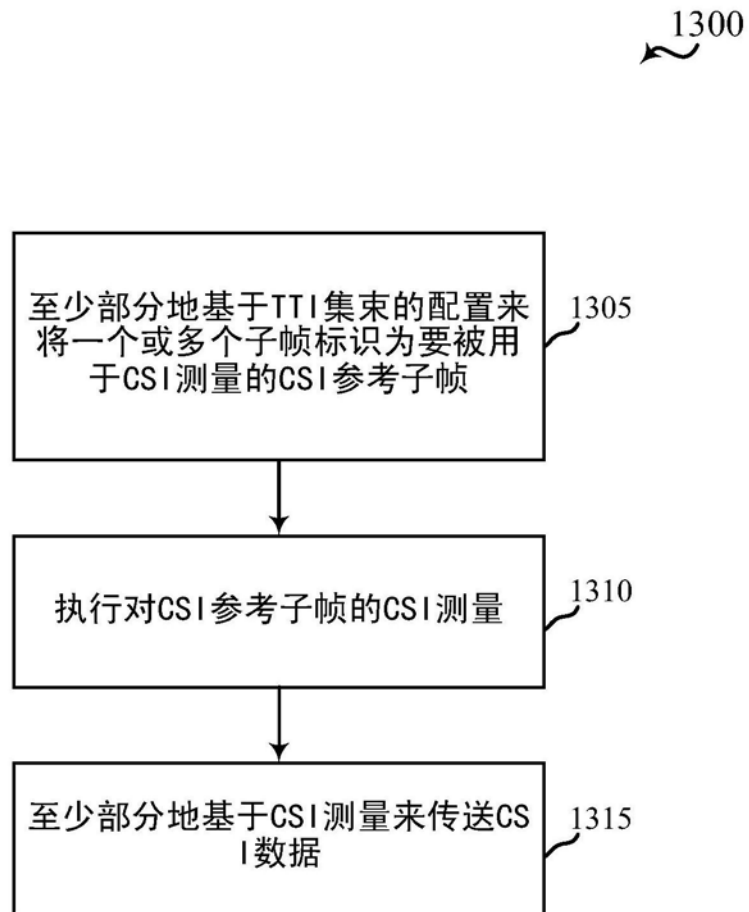 1300
至少部分地基于TTI集束的配置来
将一个或多个子帧标识为要被用
于CSI测量的CSI参考子帧
1305
执行对CSI参考子帧的CSI测量
1310
至少部分地基于CSI测量来传送CS
I数据
1315